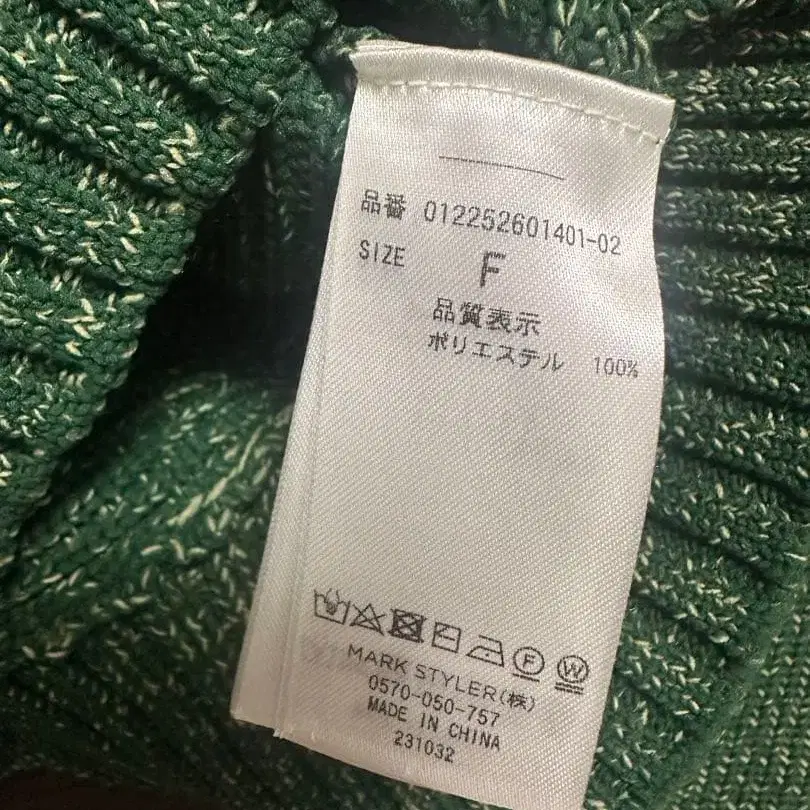 品番 012252601401-02
SIZE F
品質表示
ポリエステル 100%
F W
MARK STYLER(株)
0570-050-757
MADE IN CHINA
231032